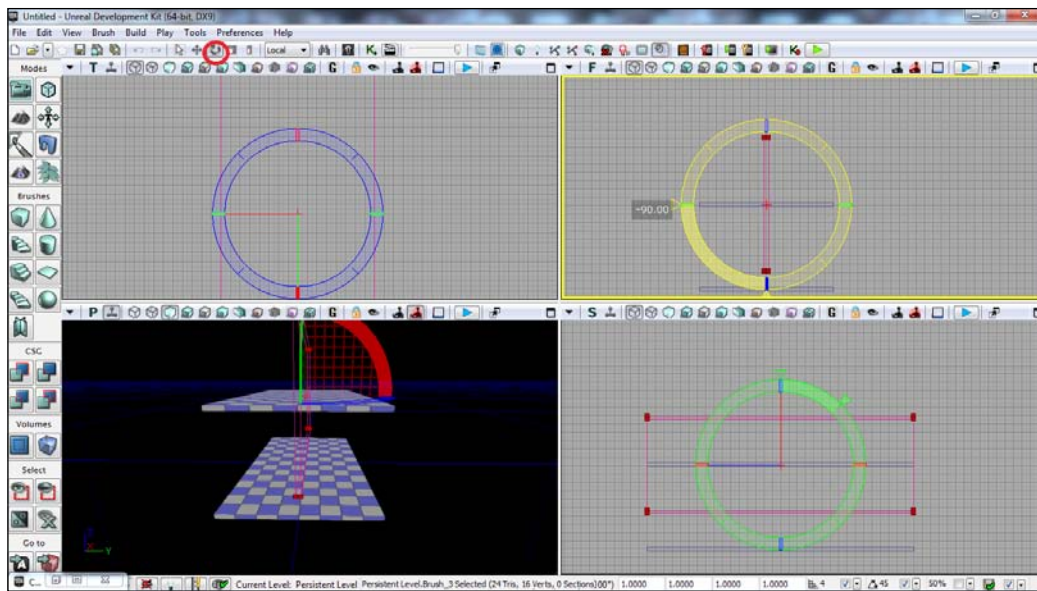 Untitled - Unreal Development Kit (64-bit, DX9)
File Edit View Brush Build Play Tools Preferences Help
Local
Modes
T G
F G
-90.00
Brushes
P G
S G
CSG
Volumes
Select
Go to
Y
C...
Current Level: Persistent Level Persistent Level.Brush_3 Selected (24 Tris, 16 Verts, 0 Sections)00°) 1.0000 1.0000 1.0000 1.0000 4 45 50%